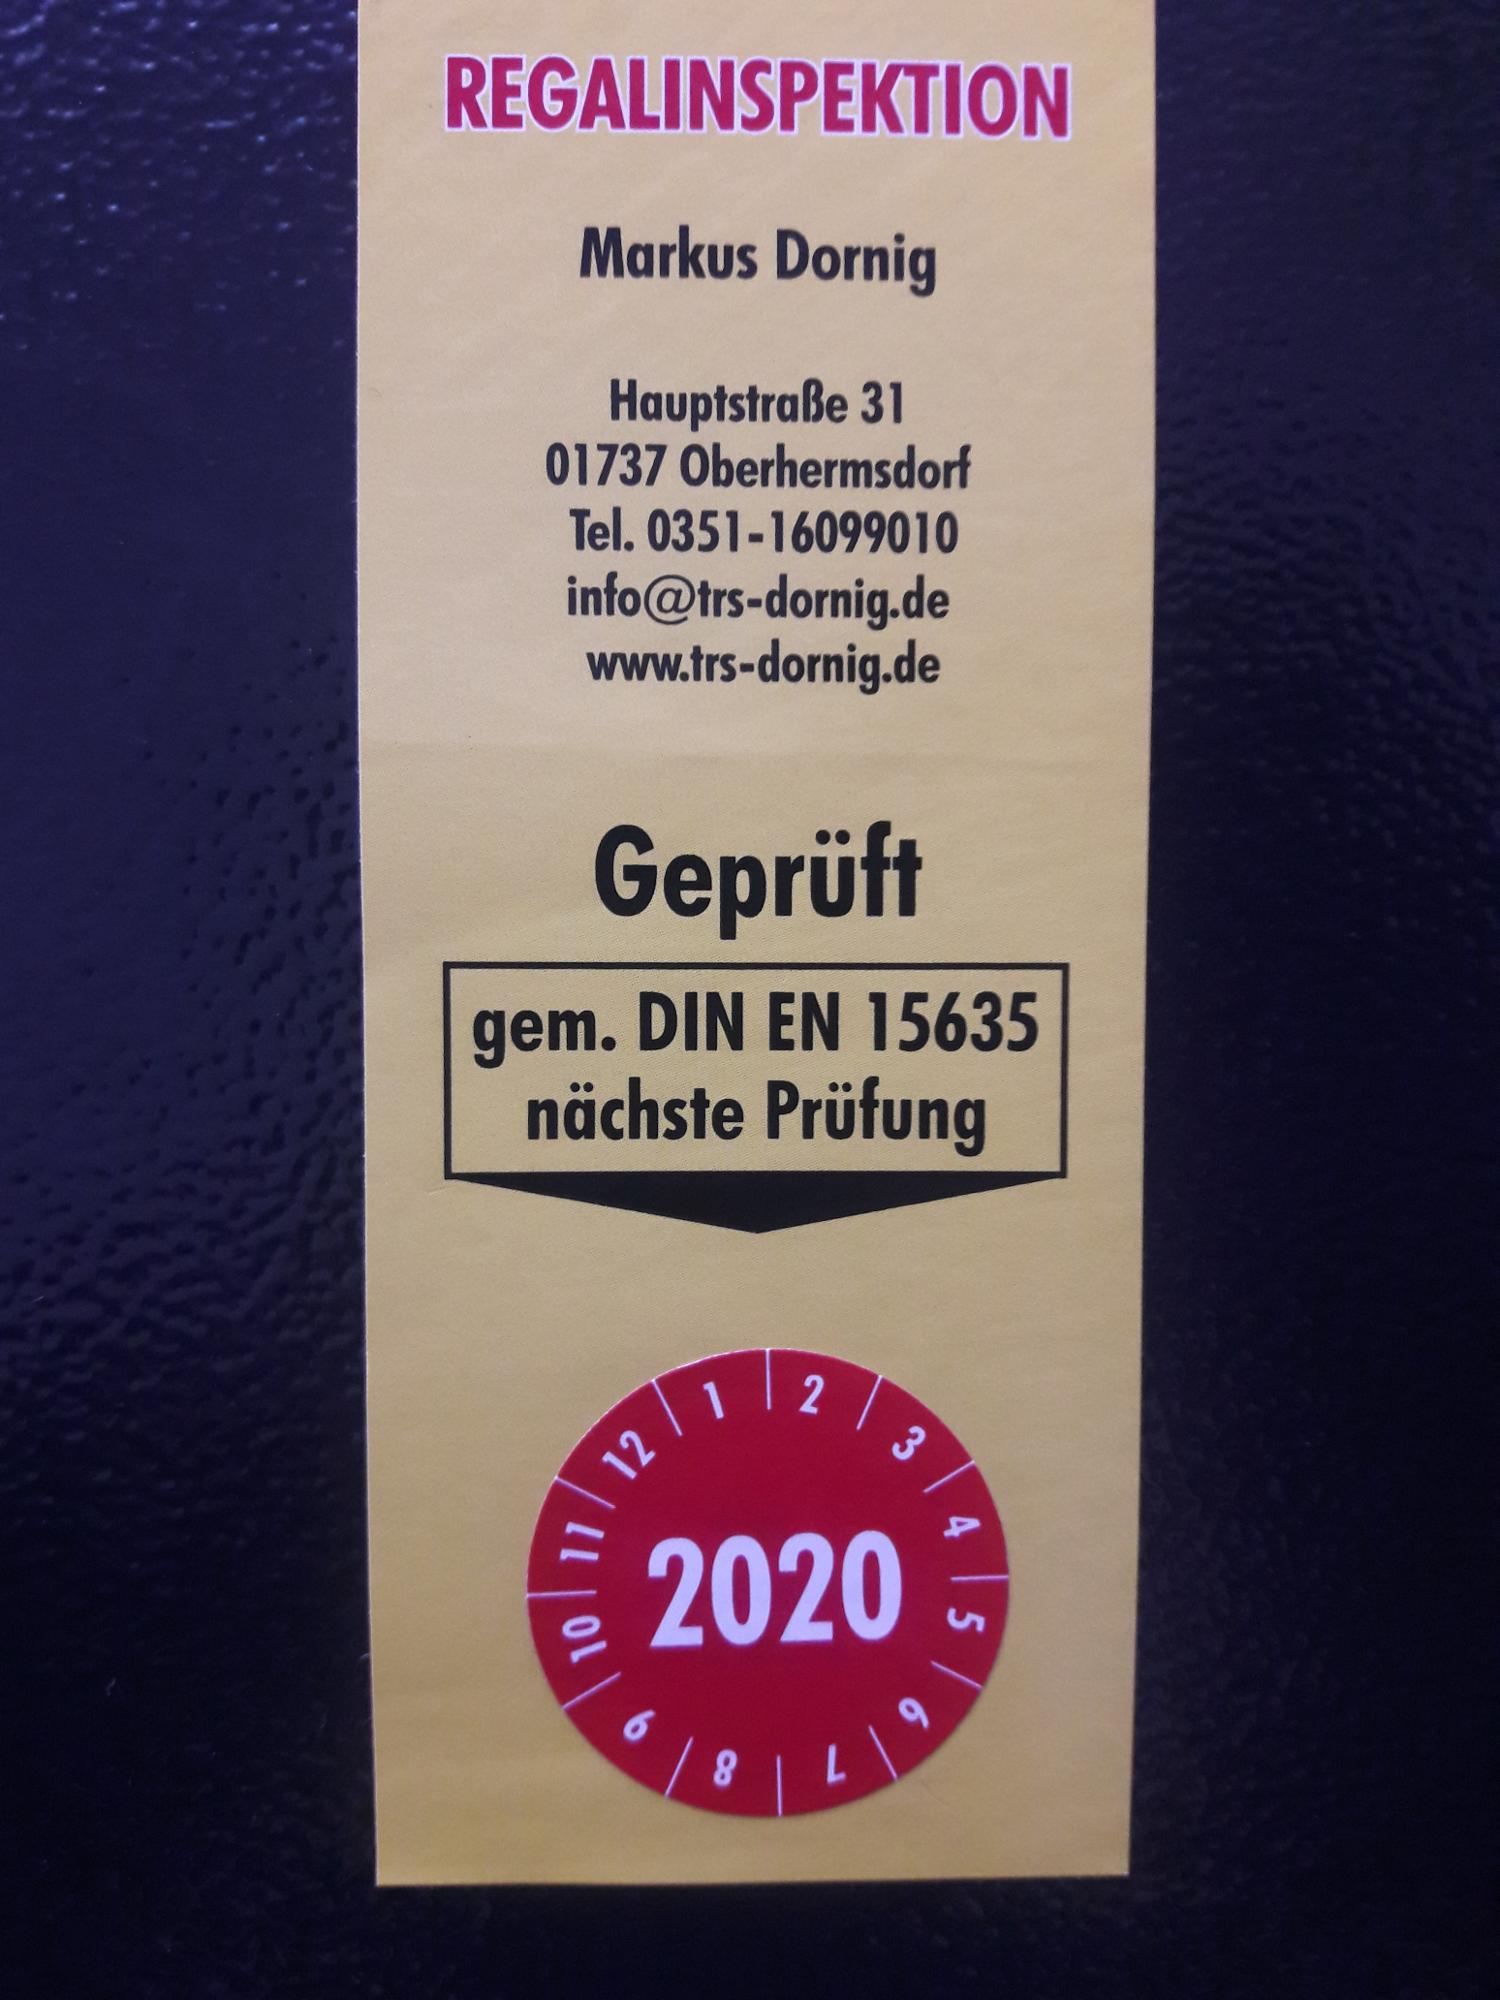 REGALINSPEKTION
Markus Dornig
Hauptstraße 31
01737 Oberhermsdorf
Tel. 0351-16099010
info@trs-dornig.de
www.trs-dornig.de
Geprüft
gem. DIN EN 15635
nächste Prüfung
1 2 3 4 5 6 7 8 9 10 11 12
2020